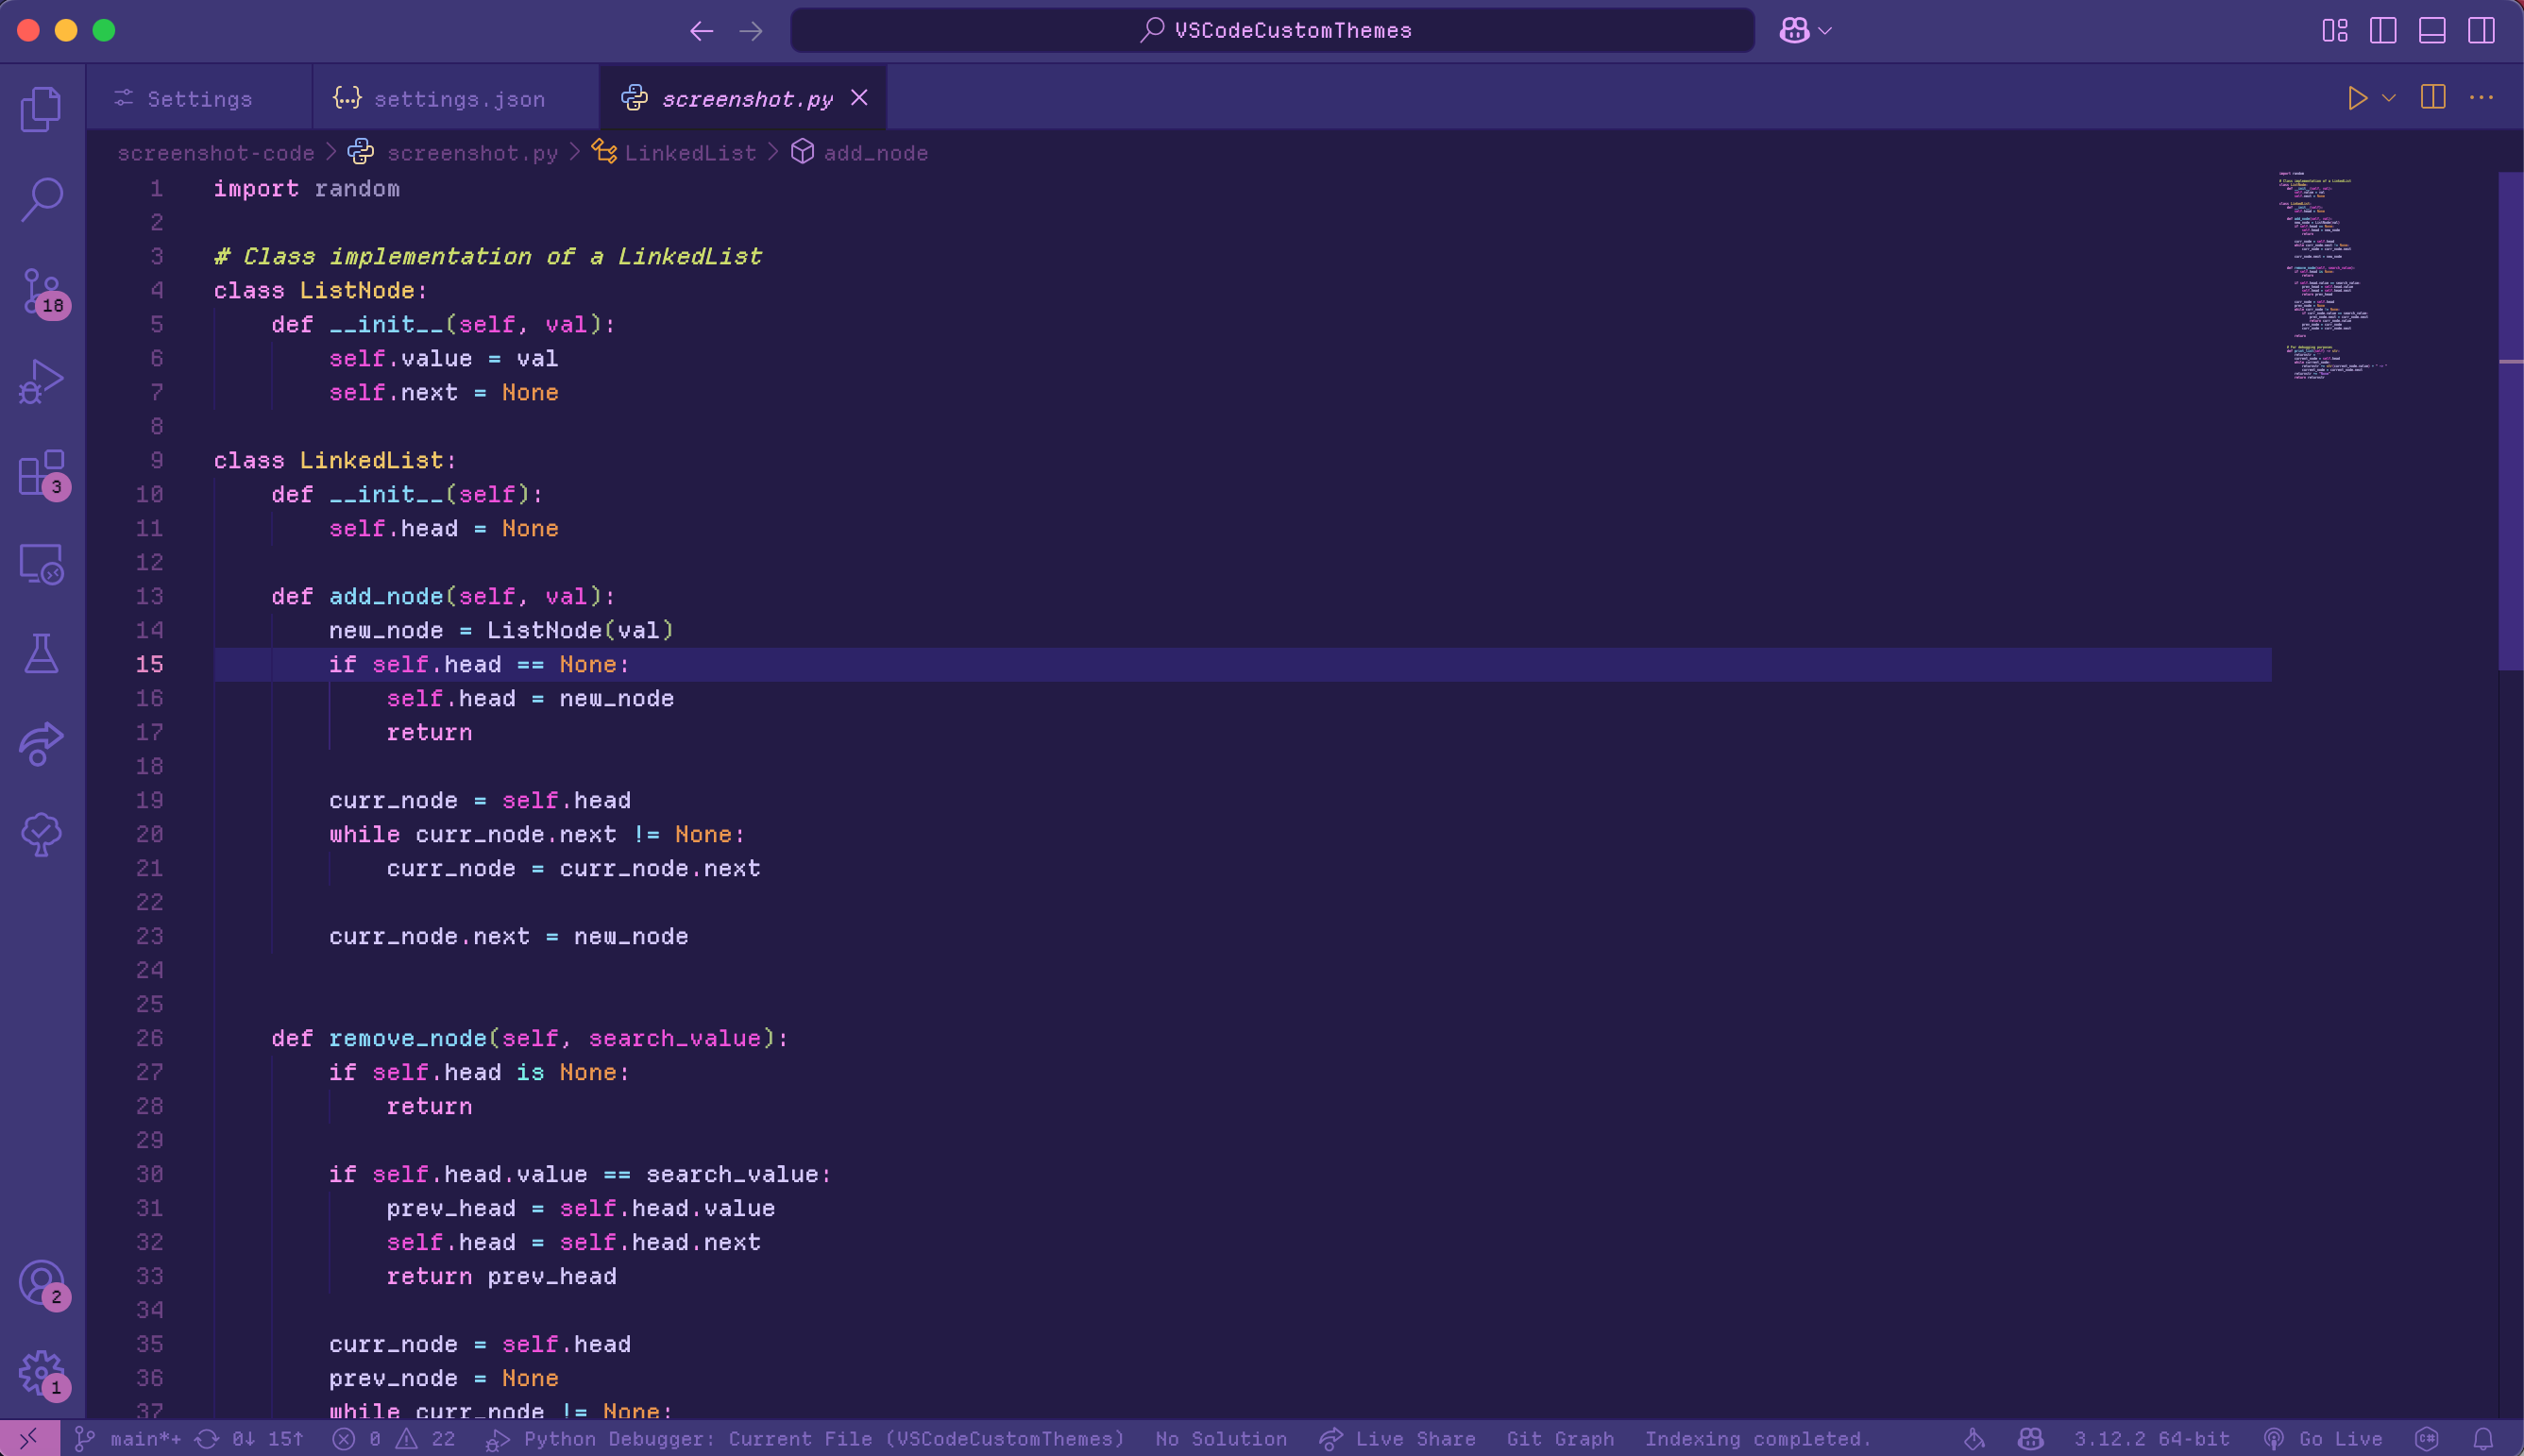 VSCodeCustomThemes
Settings
settings.json
screenshot.py
screenshot-code > screenshot.py > LinkedList > add_node
1 import random
2
3 # Class implementation of a LinkedList
4 class ListNode:
5     def __init__(self, val):
6         self.value = val
7         self.next = None
8
9 class LinkedList:
10     def __init__(self):
11         self.head = None
12
13     def add_node(self, val):
14         new_node = ListNode(val)
15         if self.head == None:
16             self.head = new_node
17             return
18
19         curr_node = self.head
20         while curr_node.next != None:
21             curr_node = curr_node.next
22
23         curr_node.next = new_node
24
25
26     def remove_node(self, search_value):
27         if self.head is None:
28             return
29
30         if self.head.value == search_value:
31             prev_head = self.head.value
32             self.head = self.head.next
33             return prev_head
34
35         curr_node = self.head
36         prev_node = None
37         while curr_node != None:
18
3
2
1
main*+ 0↓ 15↑ 0 22 Python Debugger: Current File (VSCodeCustomThemes) No Solution Live Share Git Graph Indexing completed. 3.12.2 64-bit Go Live